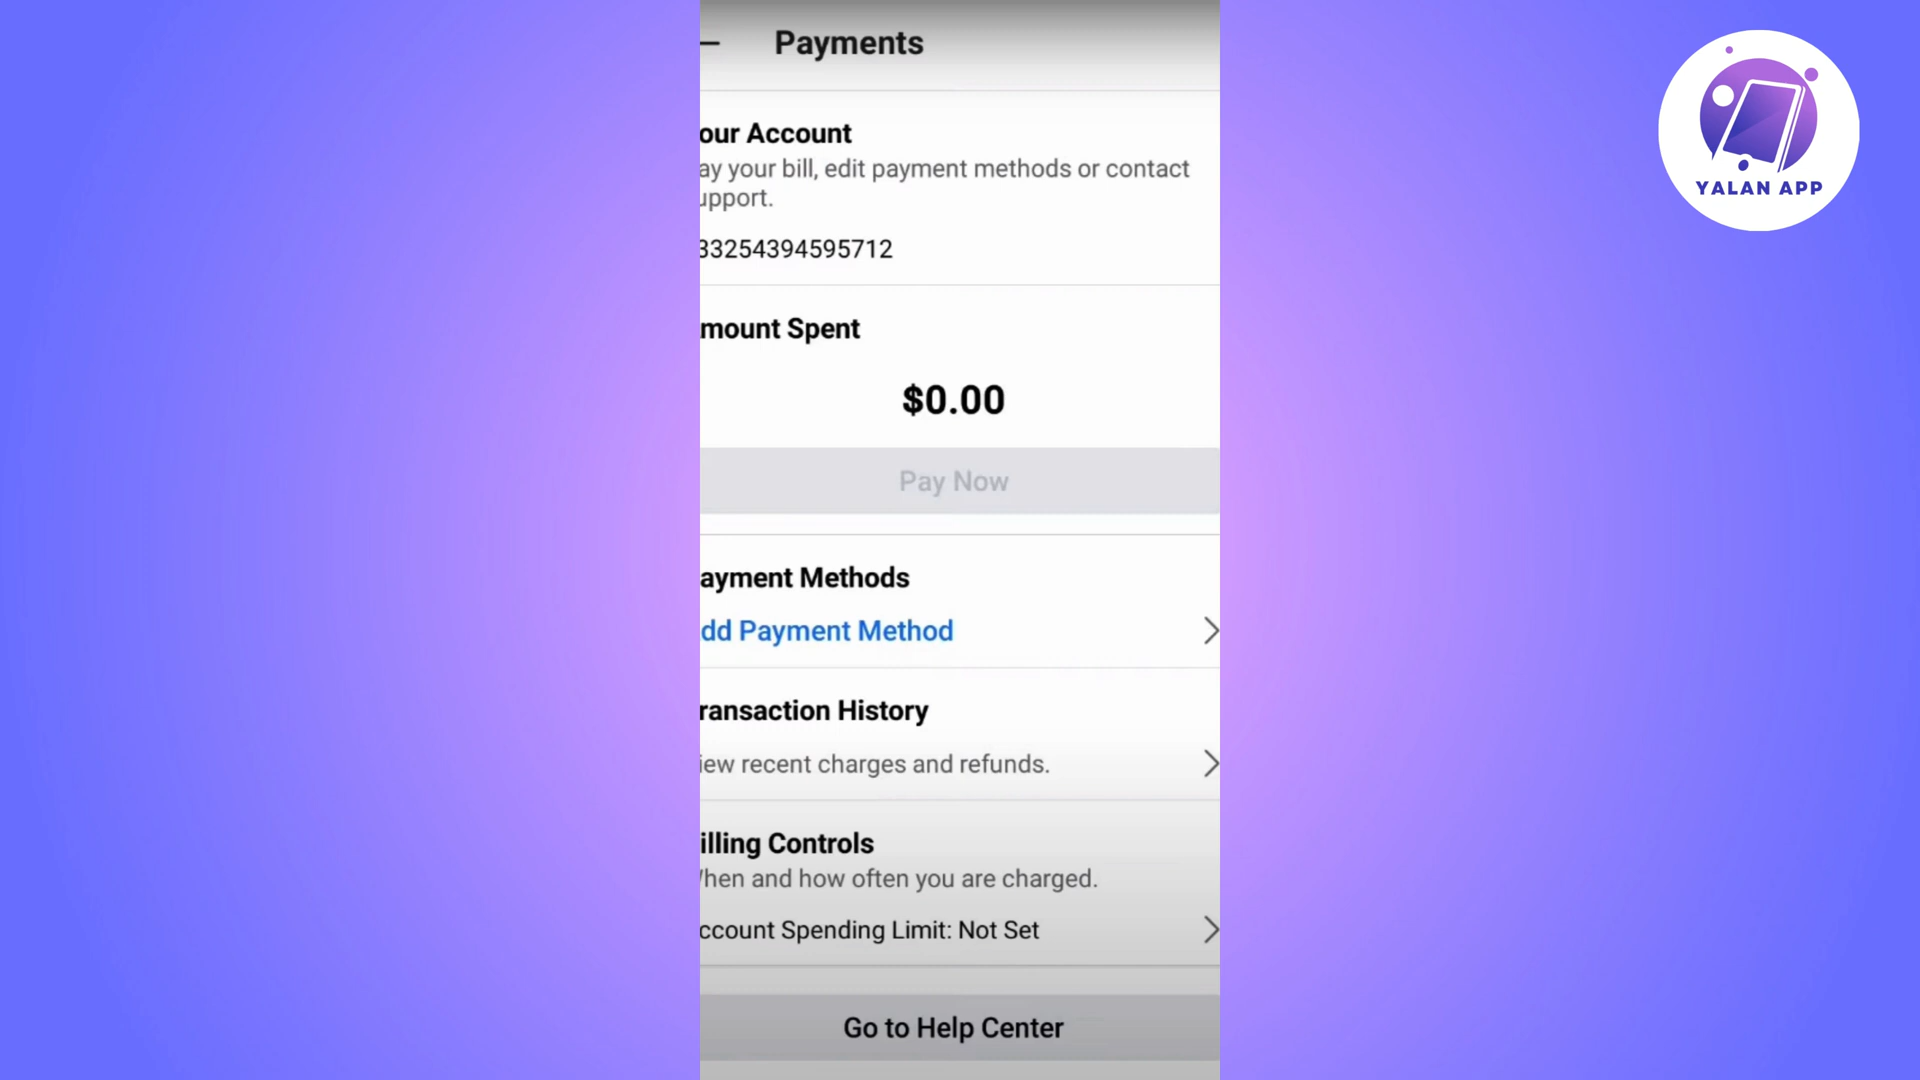 Payments
YALAN APP
our Account
ay your bill, edit payment methods or contact
upport.
33254394595712
mount Spent
$0.00
Pay Now
ayment Methods
dd Payment Method
ransaction History
iew recent charges and refunds.
illing Controls
hen and how often you are charged.
ccount Spending Limit: Not Set
Go to Help Center